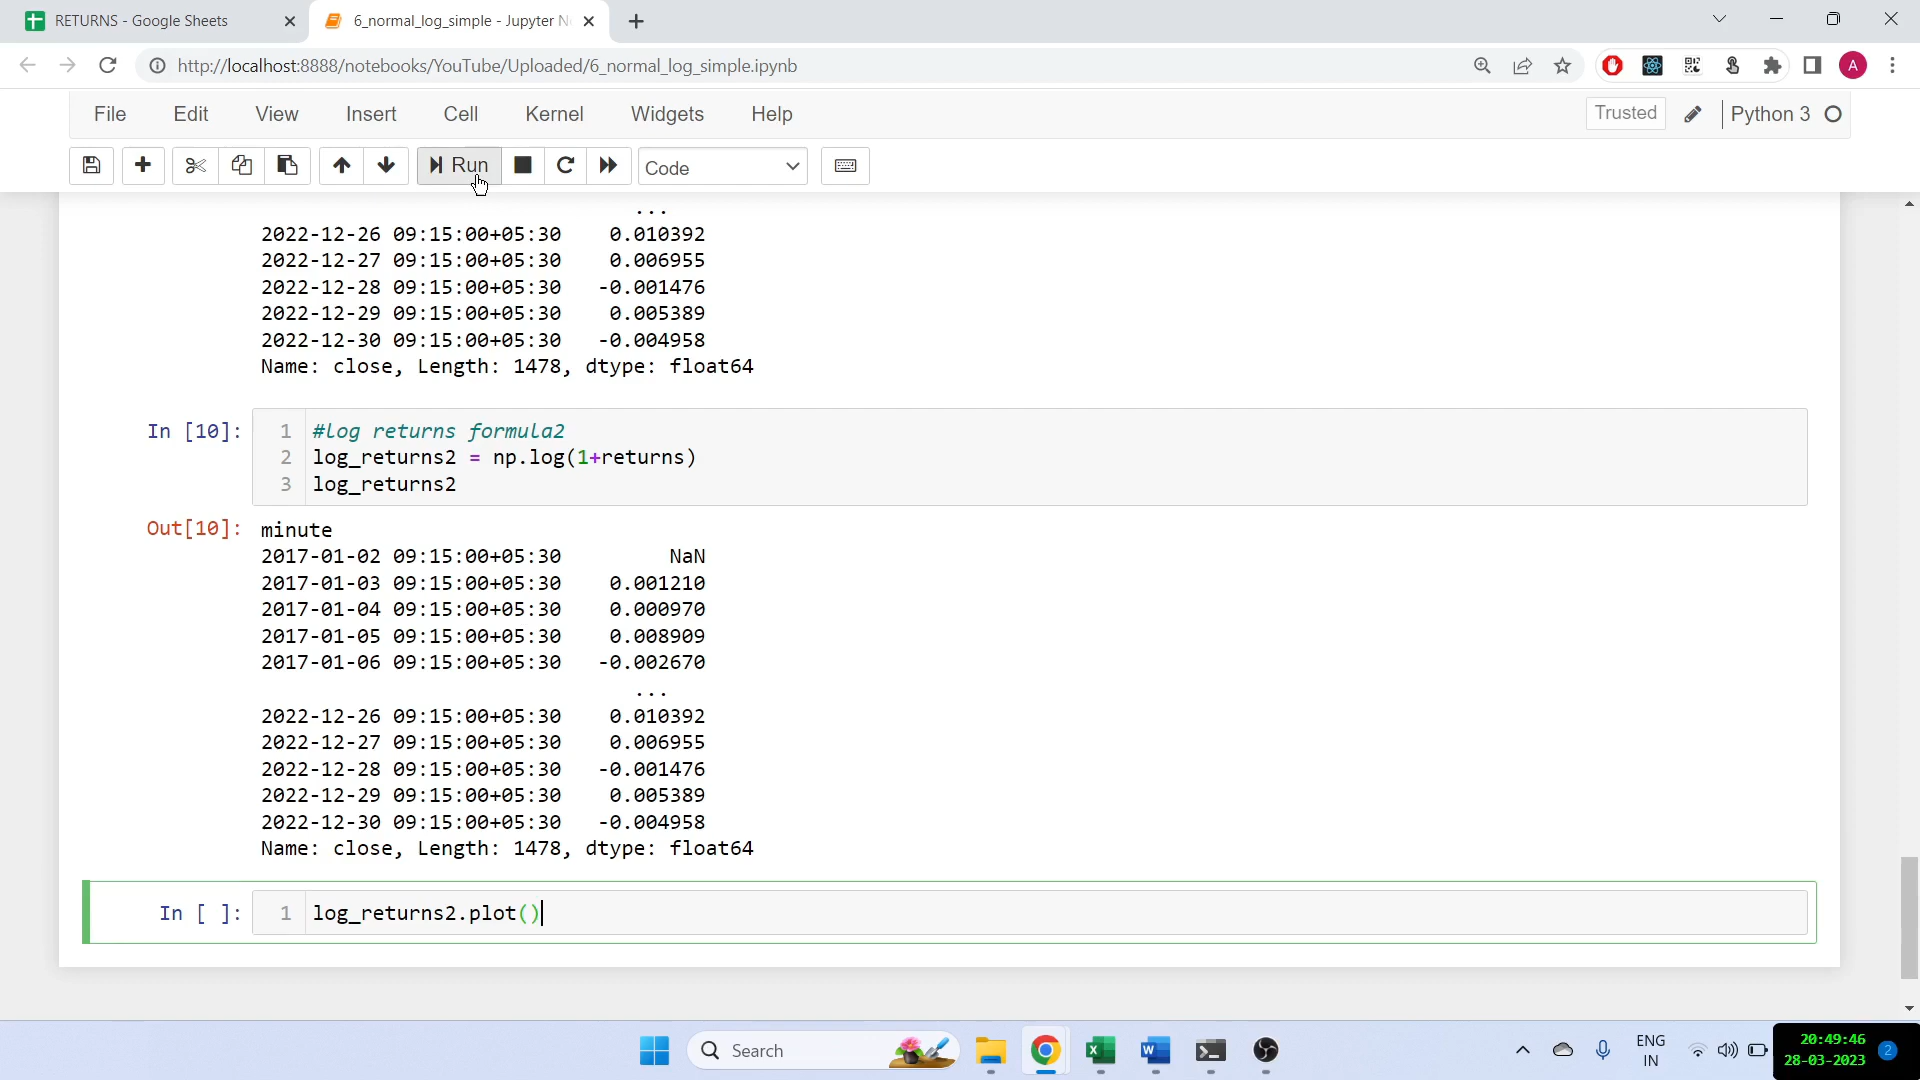 RETURNS - Google Sheets
6_normal_log_simple - Jupyter N
http://localhost:8888/notebooks/YouTube/Uploaded/6_normal_log_simple.ipynb
A
File Edit View Insert Cell Kernel Widgets Help
Trusted Python 3
Run Code
...
2022-12-26 09:15:00+05:30 0.010392
2022-12-27 09:15:00+05:30 0.006955
2022-12-28 09:15:00+05:30 -0.001476
2022-12-29 09:15:00+05:30 0.005389
2022-12-30 09:15:00+05:30 -0.004958
Name: close, Length: 1478, dtype: float64
In [10]: 1 #log returns formula2
2 log_returns2 = np.log(1+returns)
3 log_returns2
Out[10]: minute
2017-01-02 09:15:00+05:30 NaN
2017-01-03 09:15:00+05:30 0.001210
2017-01-04 09:15:00+05:30 0.000970
2017-01-05 09:15:00+05:30 0.008909
2017-01-06 09:15:00+05:30 -0.002670
...
2022-12-26 09:15:00+05:30 0.010392
2022-12-27 09:15:00+05:30 0.006955
2022-12-28 09:15:00+05:30 -0.001476
2022-12-29 09:15:00+05:30 0.005389
2022-12-30 09:15:00+05:30 -0.004958
Name: close, Length: 1478, dtype: float64
In [ ]: 1 log_returns2.plot()
Search
ENG
IN
20:49:46
28-03-2023
2